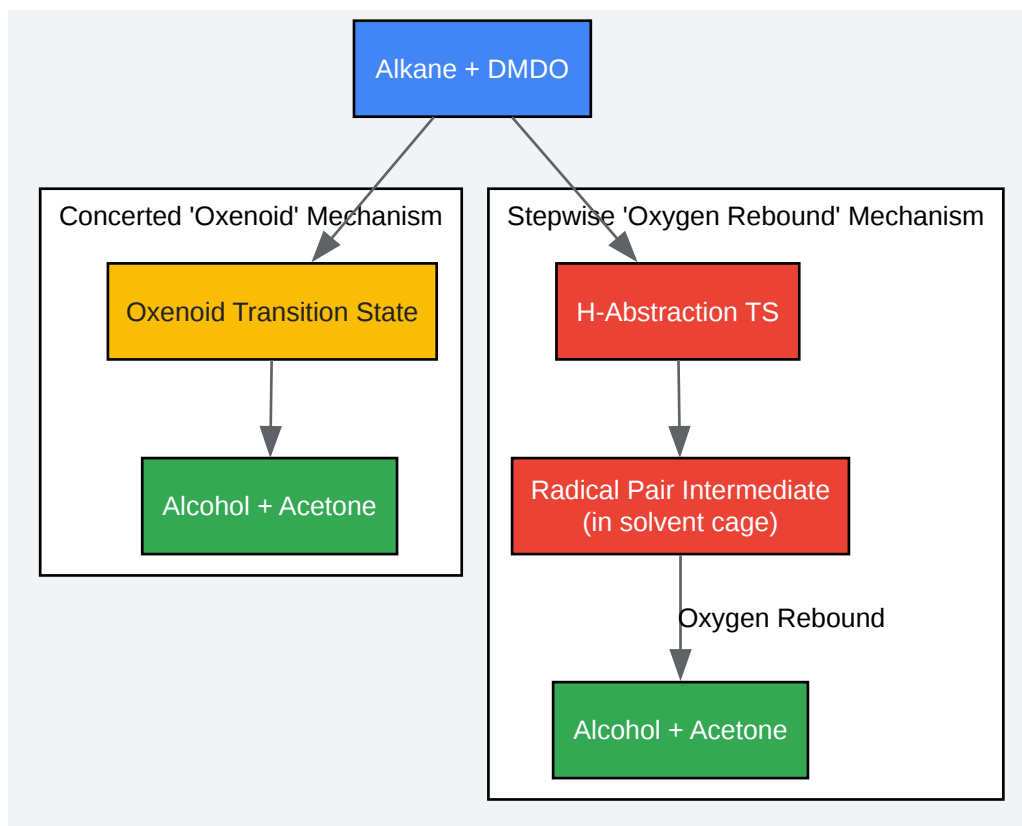 Alkane + DMDO
Concerted 'Oxenoid' Mechanism
Oxenoid Transition State
Alcohol + Acetone
Stepwise 'Oxygen Rebound' Mechanism
H-Abstraction TS
Radical Pair Intermediate
(in solvent cage)
Oxygen Rebound
Alcohol + Acetone